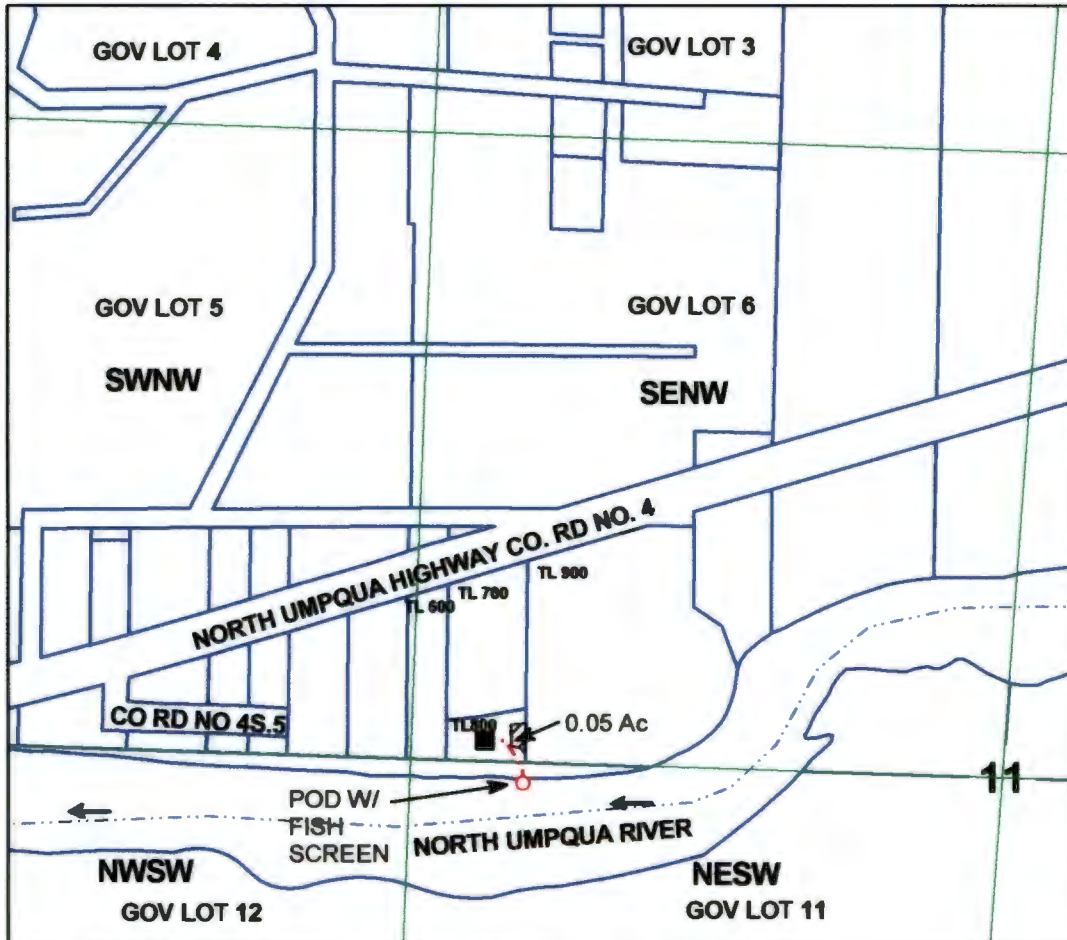 GOV LOT 4
GOV LOT 3
GOV LOT 5
GOV LOT 6
SWNW
SENW
NORTH UMPQUA HIGHWAY CO. RD NO. 4
TL 900
TL 700
TL 600
CO RD NO 4S.5
TL800
0.05 Ac
11
POD W/
FISH
SCREEN
NORTH UMPQUA RIVER
NWSW
NESW
GOV LOT 12
GOV LOT 11